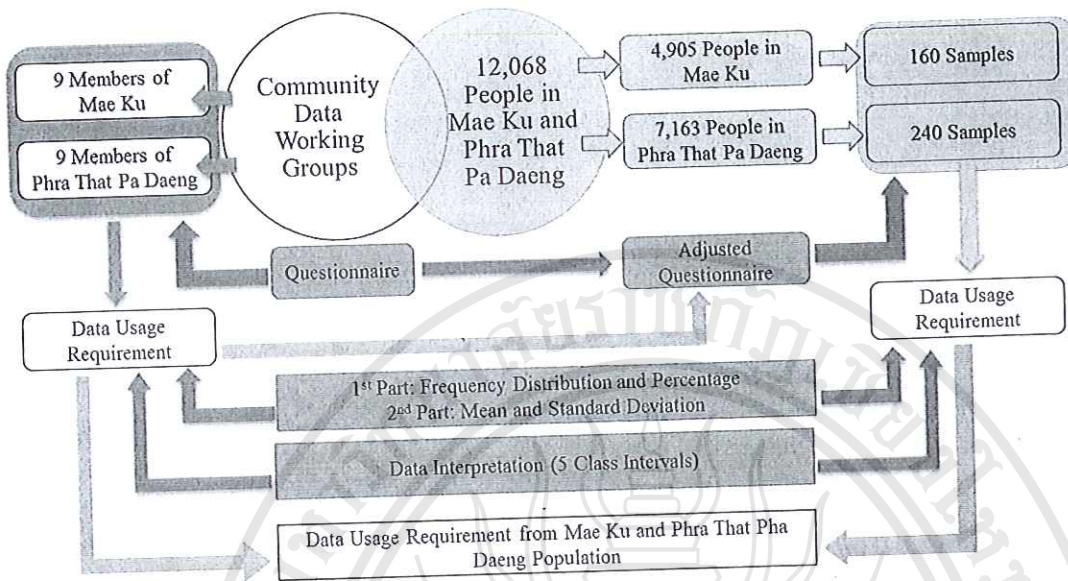 9 Members of
Mae Ku
9 Members of
Phra That Pa Daeng
Community
Data
Working
Groups
12,068
People in
Mae Ku and
Phra That
Pa Daeng
4,905 People in
Mae Ku
7,163 People in
Phra That Pa Daeng
160 Samples
240 Samples
Questionnaire
Adjusted
Questionnaire
Data Usage
Requirement
Data Usage
Requirement
1st Part: Frequency Distribution and Percentage
2nd Part: Mean and Standard Deviation
Data Interpretation (5 Class Intervals)
Data Usage Requirement from Mae Ku and Phra That Pha
Daeng Population